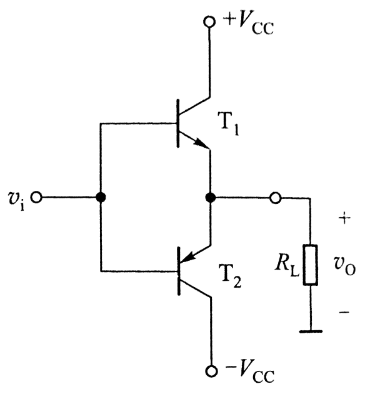 +V_CC
T_1
v_i
+
R_L v_O
T_2
−
−V_CC